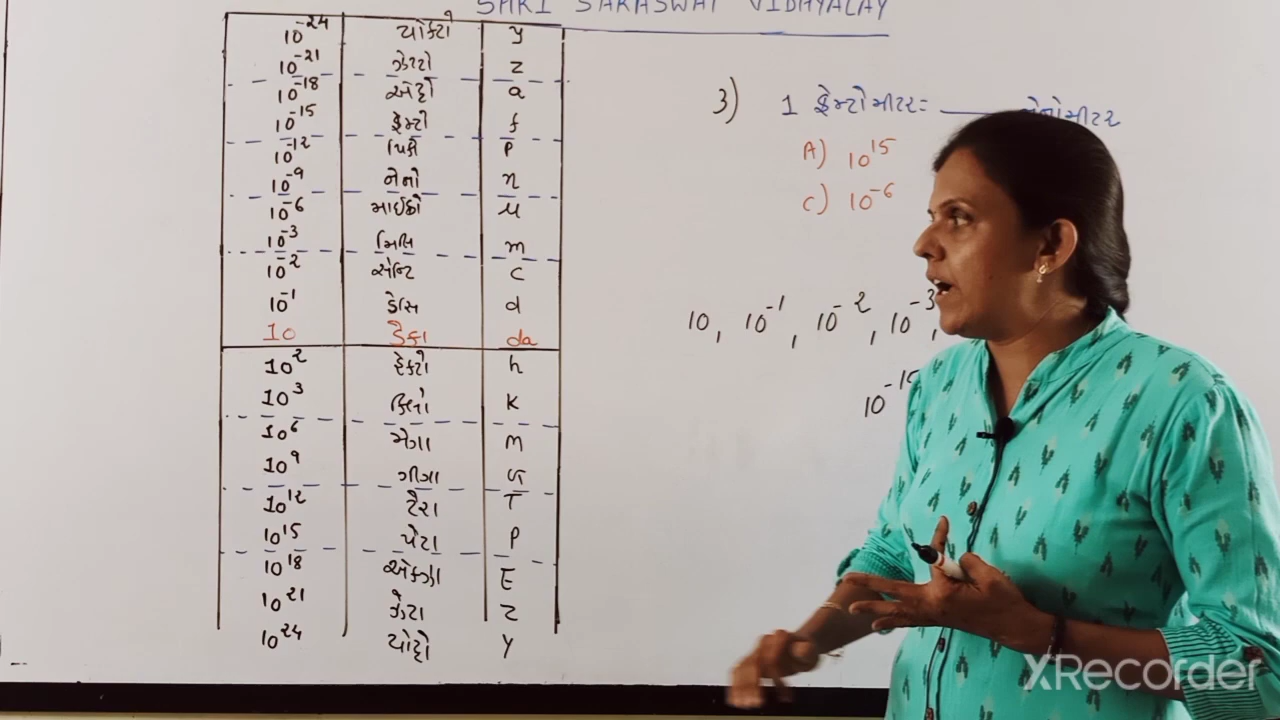 SHRI SARASWAT VIDHYALAY
10⁻²⁴ યોક્ટો y
10⁻²¹ ઝેપ્ટો z
10⁻¹⁸ એટ્ટો a
10⁻¹⁵ ફેમ્ટો f
10⁻¹² પિકો p
10⁻⁹ નેનો n
10⁻⁶ માઈક્રો μ
10⁻³ મિલિ m
10⁻² સેન્ટિ c
10⁻¹ ડેસિ d
10 ડેકા da
10² હેક્ટો h
10³ કિલો K
10⁶ મેગા M
10⁹ ગીગા G
10¹² ટેરા T
10¹⁵ પેટા P
10¹⁸ એક્ઝા E
10²¹ ઝેટા Z
10²⁴ યોટ્ટો Y
3) 1 ફેમ્ટોમીટર = ____ નેનોમીટર
A) 10¹⁵
C) 10⁻⁶
10, 10⁻¹, 10⁻², 10⁻³,
10⁻¹⁵
XRecorder